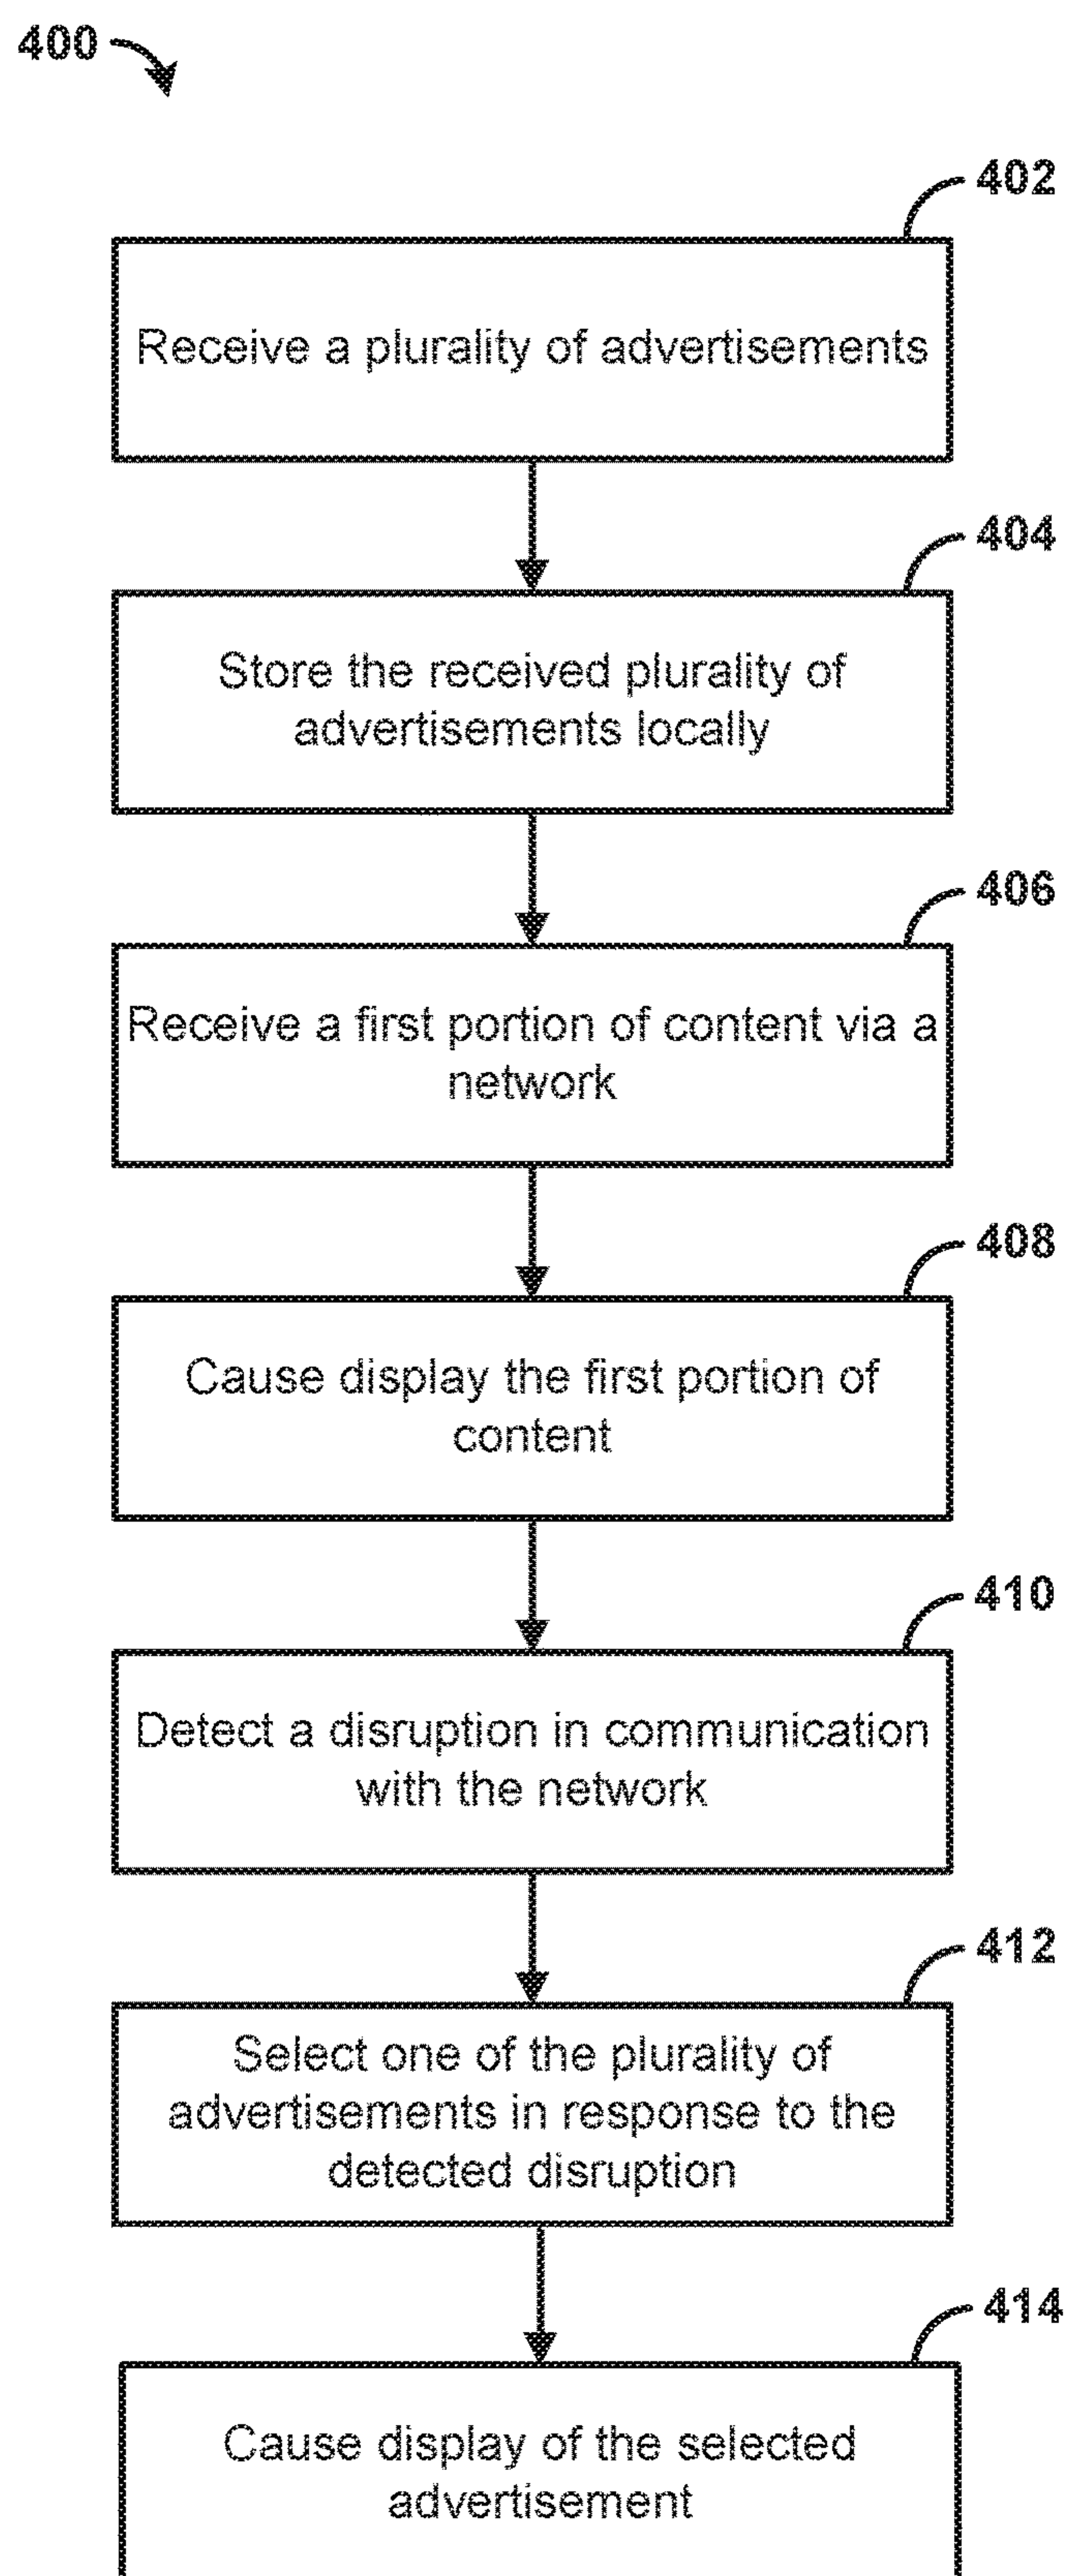 400
402
Receive a plurality of advertisements
404
Store the received plurality of
advertisements locally
406
Receive a first portion of content via a
network
408
Cause display the first portion of
content
410
Detect a disruption in communication
with the network
412
Select one of the plurality of
advertisements in response to the
detected disruption
414
Cause display of the selected
advertisement